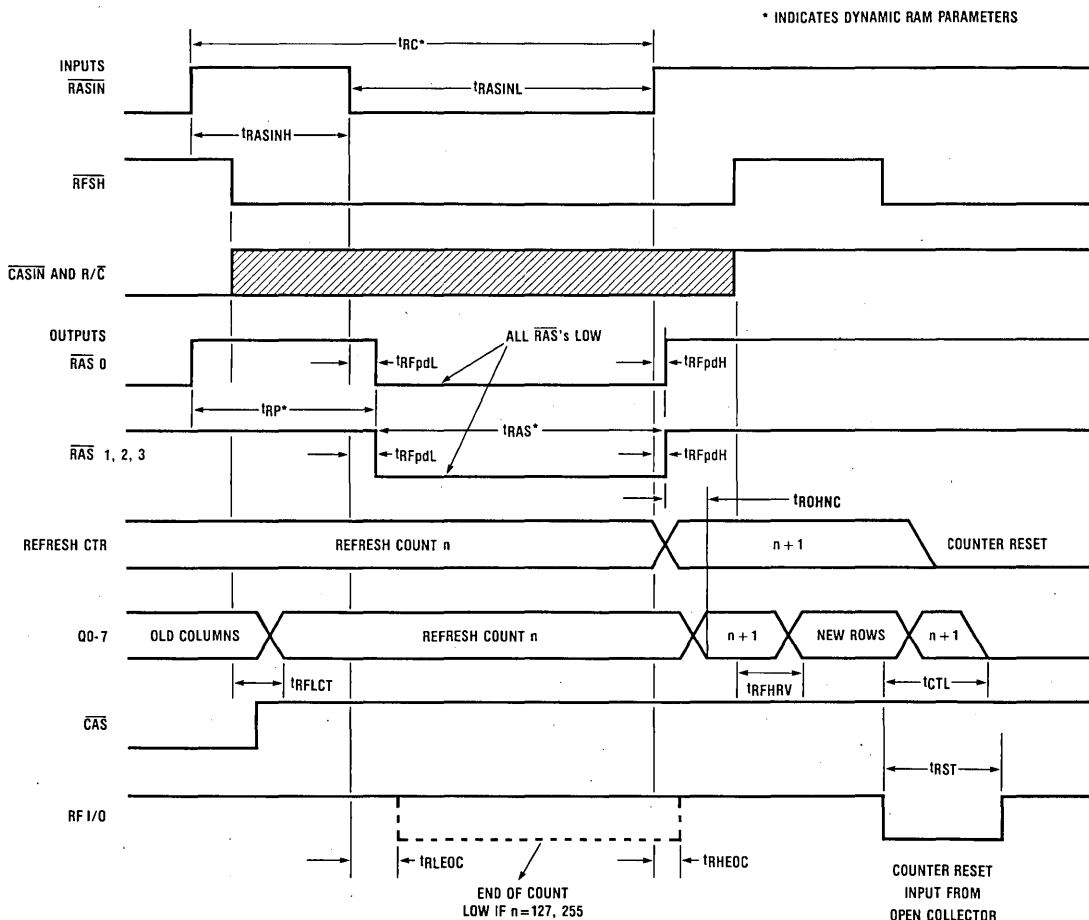 * INDICATES DYNAMIC RAM PARAMETERS
tRC*
INPUTS
RASIN
tRASINL
tRASINH
RFSH
CASIN AND R/C
OUTPUTS
RAS 0
ALL RAS's LOW
tRFpdL
tRFpdH
tRP*
tRAS*
RAS 1, 2, 3
tRFpdL
tRFpdH
tROHNC
REFRESH CTR
REFRESH COUNT n
n + 1
COUNTER RESET
Q0-7
OLD COLUMNS
REFRESH COUNT n
n + 1
NEW ROWS
n + 1
tRFLCT
tRFHRV
tCTL
CAS
tRST
RF I/O
tRLEOC
tRHEOC
END OF COUNT
LOW IF n = 127, 255
COUNTER RESET
INPUT FROM
OPEN COLLECTOR